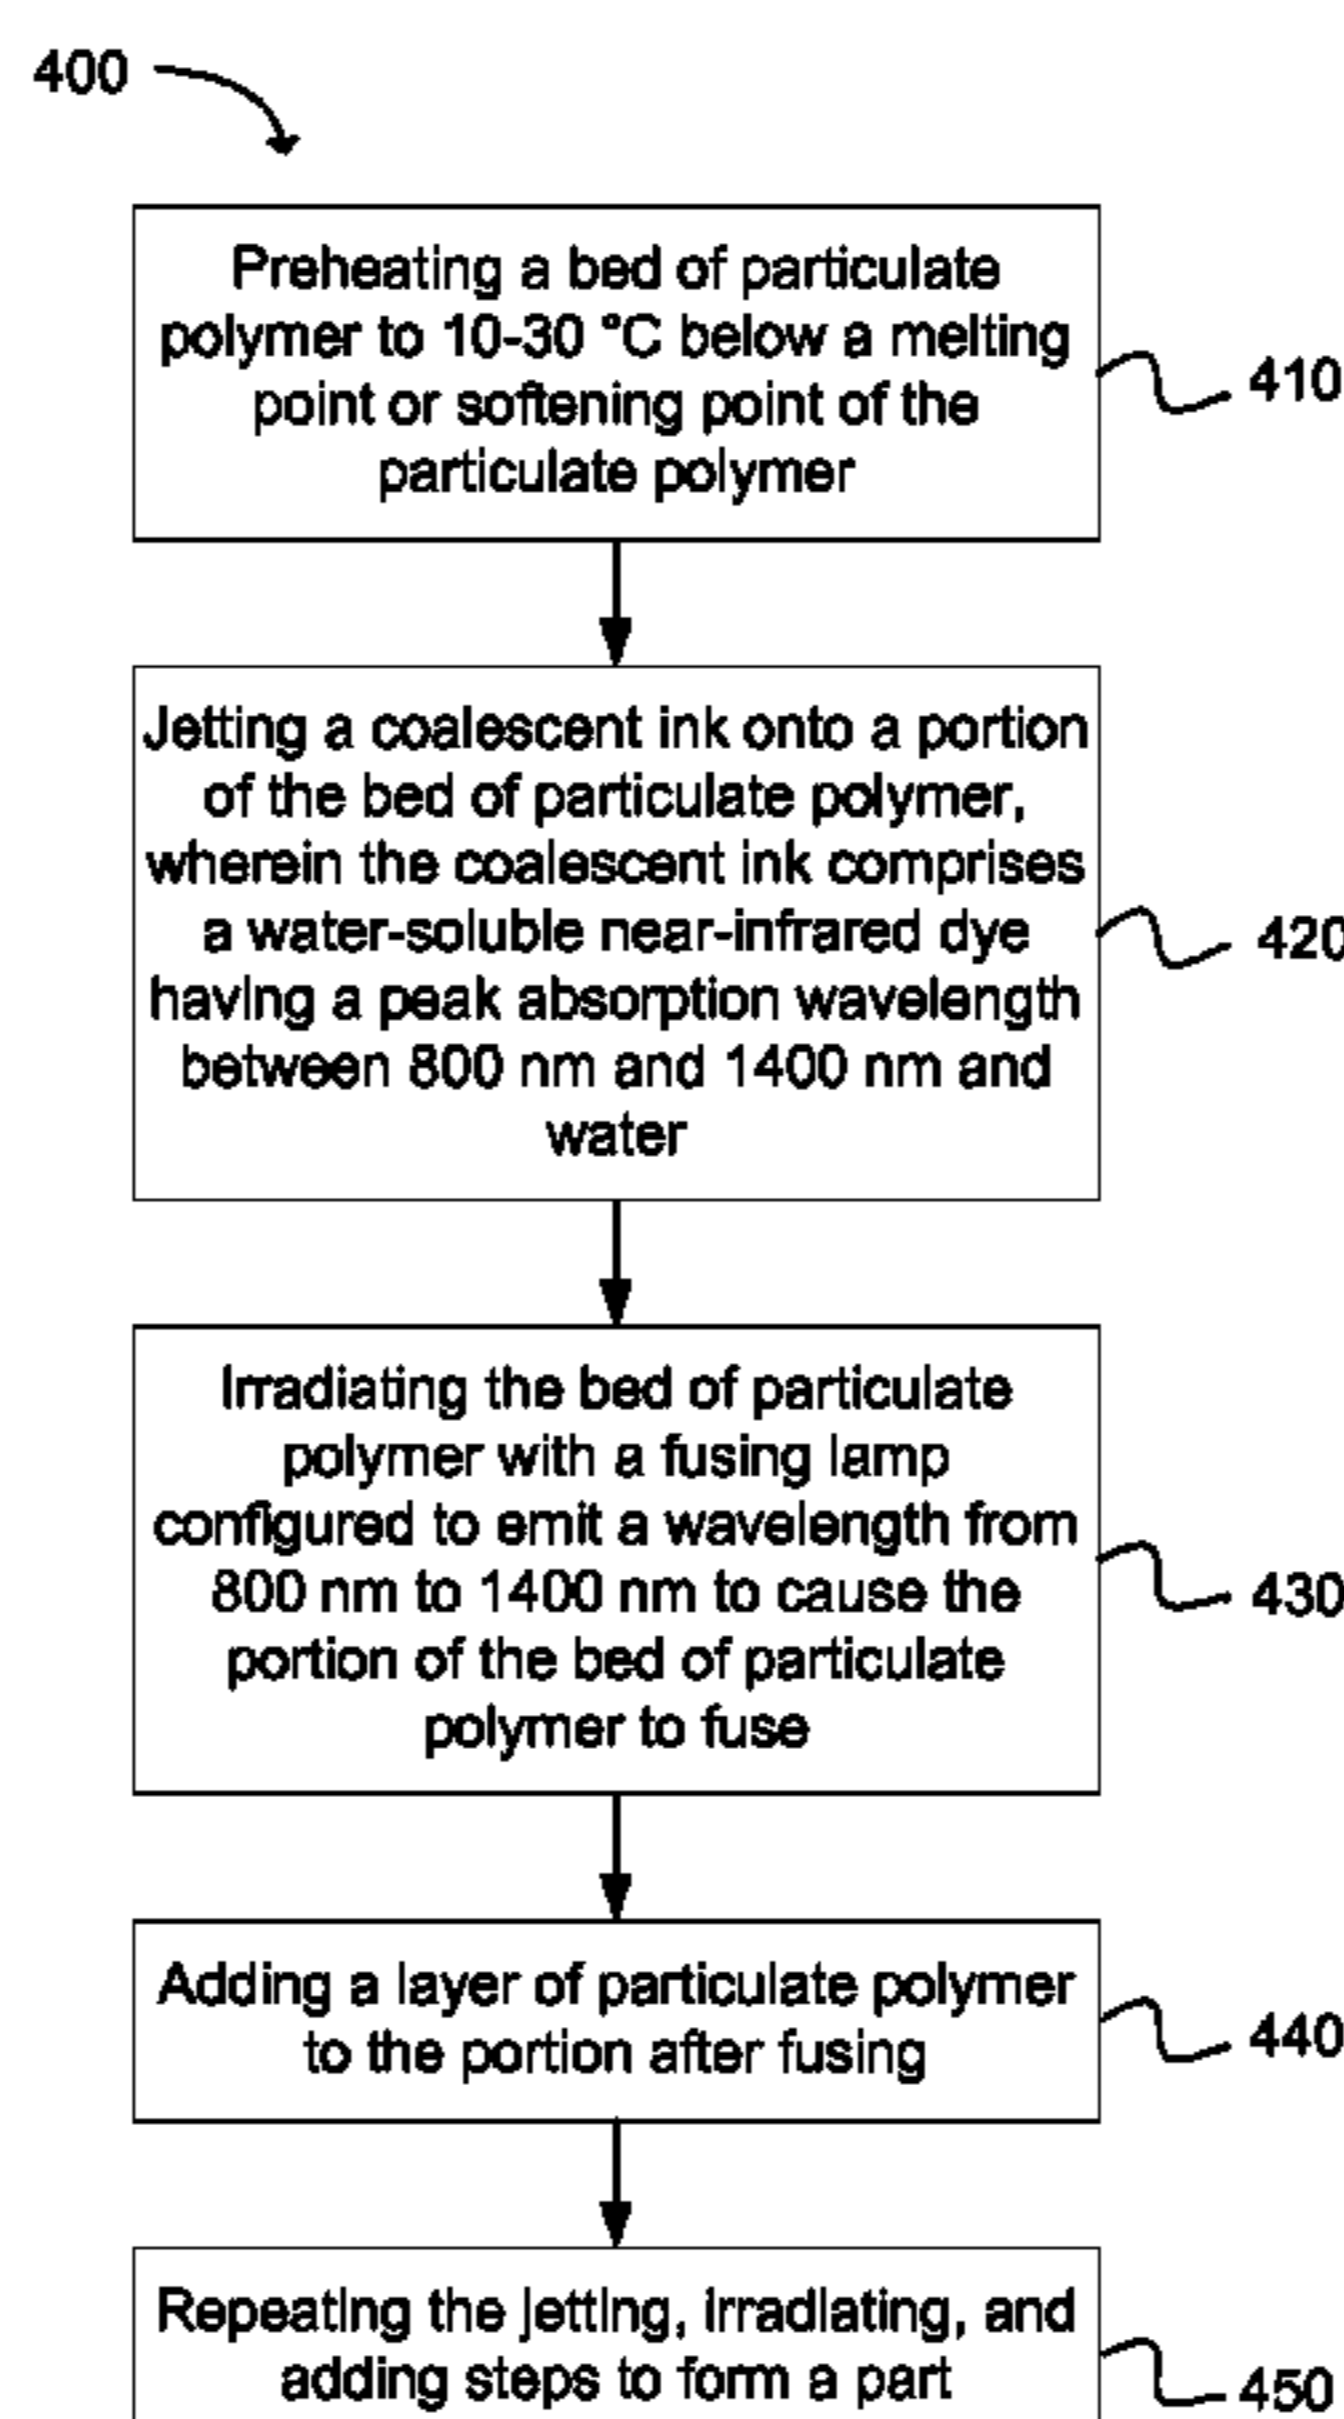 400
Preheating a bed of particulate
polymer to 10-30 °C below a melting
point or softening point of the
particulate polymer
410
Jetting a coalescent ink onto a portion
of the bed of particulate polymer,
wherein the coalescent ink comprises
a water-soluble near-infrared dye
having a peak absorption wavelength
between 800 nm and 1400 nm and
water
420
Irradiating the bed of particulate
polymer with a fusing lamp
configured to emit a wavelength from
800 nm to 1400 nm to cause the
portion of the bed of particulate
polymer to fuse
430
Adding a layer of particulate polymer
to the portion after fusing
440
Repeating the jetting, irradiating, and
adding steps to form a part
450